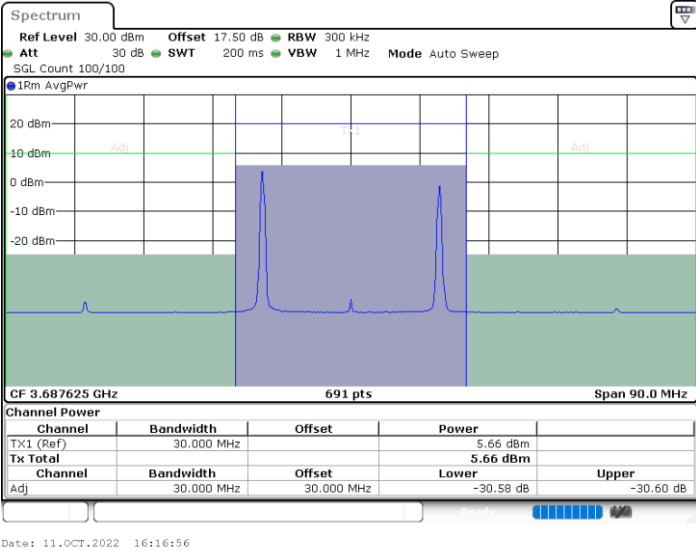 Spectrum
Ref Level 30.00 dBm Offset 17.50 dB RBW 300 kHz
Att 30 dB SWT 200 ms VBW 1 MHz Mode Auto Sweep
SGL Count 100/100
1Rm AvgPwr
20 dBm
TX1
Adj Adj
10 dBm
0 dBm
-10 dBm
-20 dBm
CF 3.687625 GHz 691 pts Span 90.0 MHz
Channel Power
Channel Bandwidth Offset Power
TX1 (Ref) 30.000 MHz 5.66 dBm
Tx Total 5.66 dBm
Channel Bandwidth Offset Lower Upper
Adj 30.000 MHz 30.000 MHz -30.58 dB -30.60 dB
Ready
Date: 11.OCT.2022 16:16:56